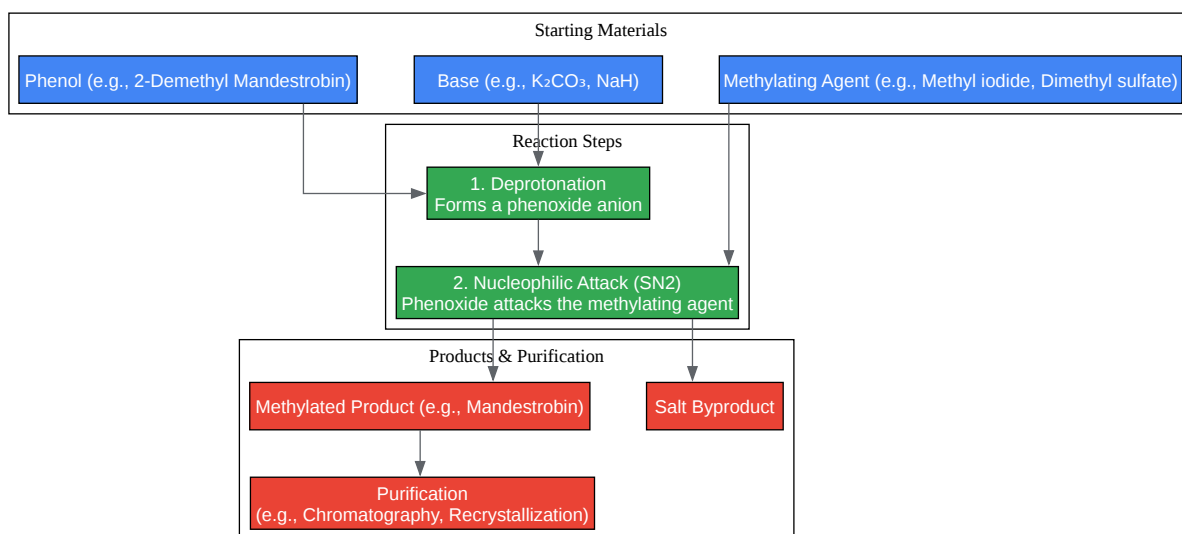 Starting Materials
Phenol (e.g., 2-Demethyl Mandestrobin)
Base (e.g., K₂CO₃, NaH)
Methylating Agent (e.g., Methyl iodide, Dimethyl sulfate)
Reaction Steps
1. Deprotonation
Forms a phenoxide anion
2. Nucleophilic Attack (SN2)
Phenoxide attacks the methylating agent
Products & Purification
Methylated Product (e.g., Mandestrobin)
Salt Byproduct
Purification
(e.g., Chromatography, Recrystallization)